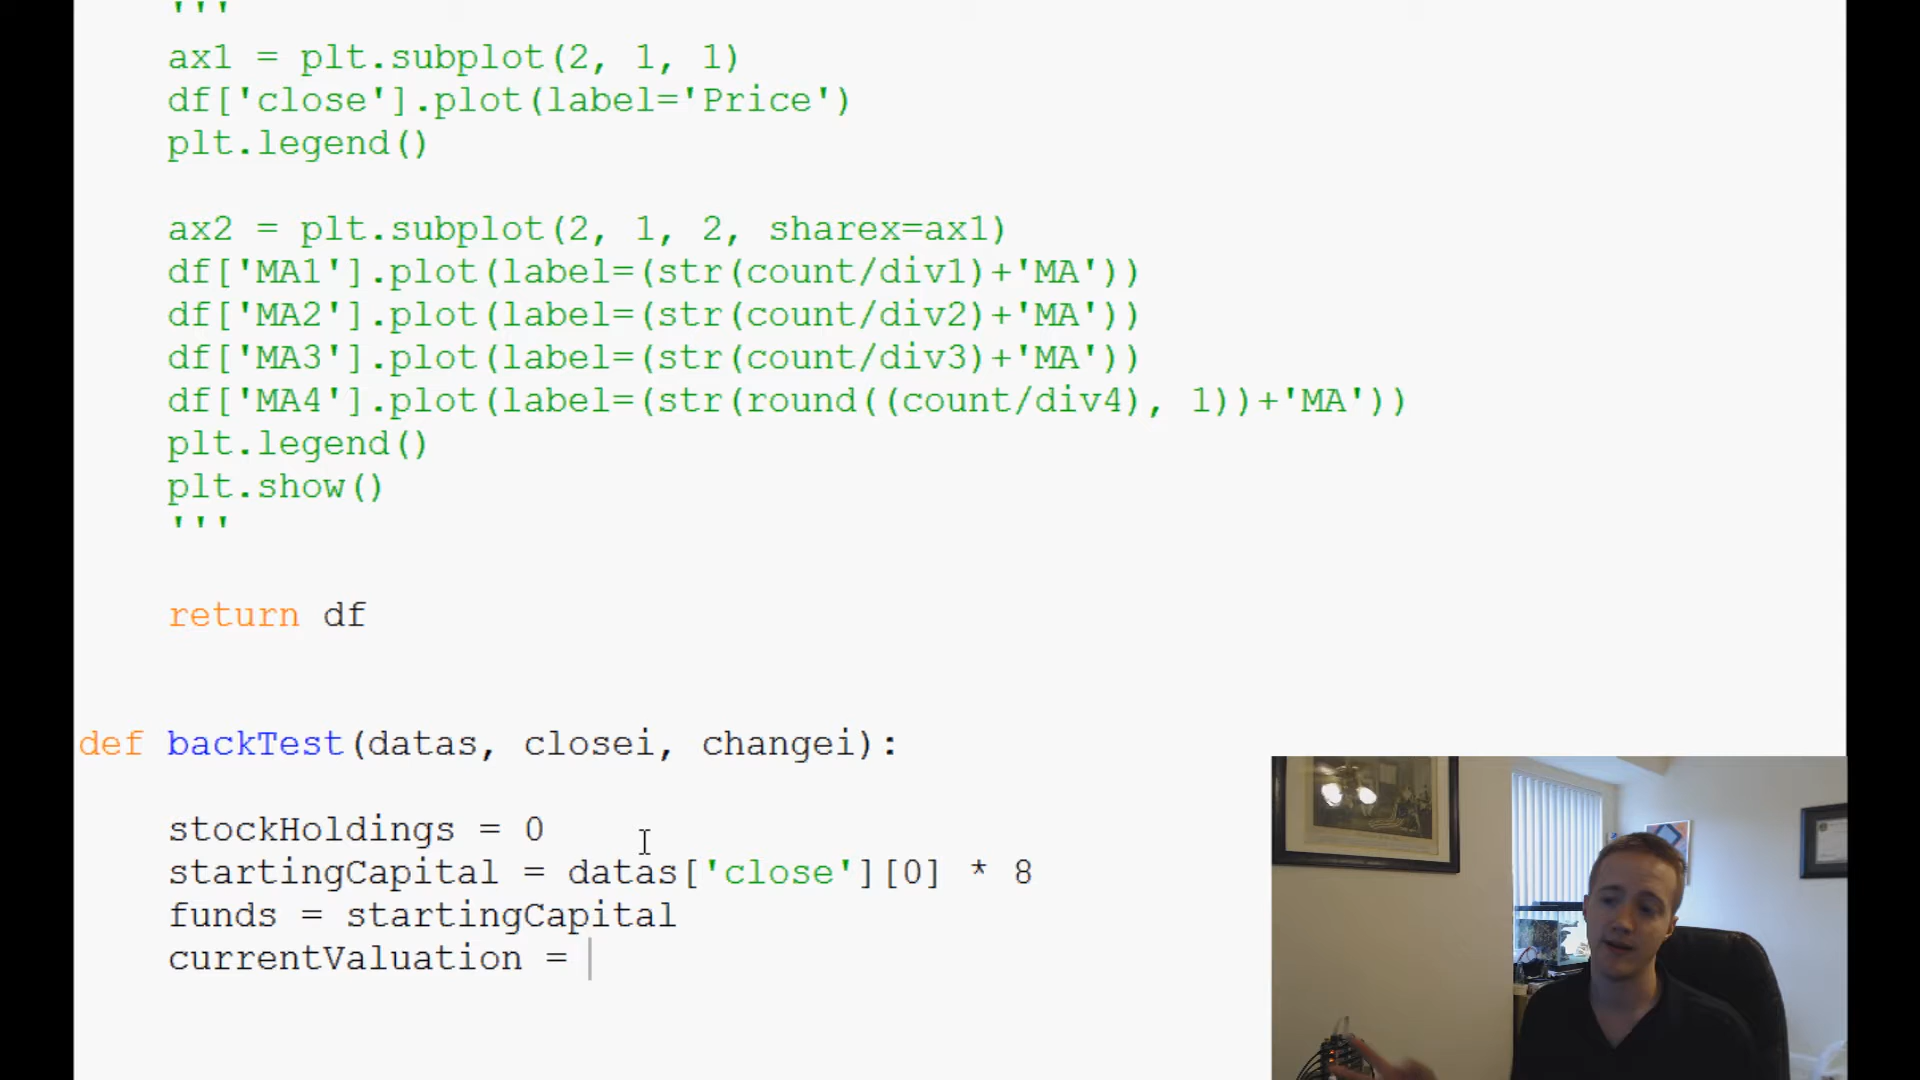 '''
ax1 = plt.subplot(2, 1, 1)
df['close'].plot(label='Price')
plt.legend()
ax2 = plt.subplot(2, 1, 2, sharex=ax1)
df['MA1'].plot(label=(str(count/div1)+'MA'))
df['MA2'].plot(label=(str(count/div2)+'MA'))
df['MA3'].plot(label=(str(count/div3)+'MA'))
df['MA4'].plot(label=(str(round((count/div4), 1))+'MA'))
plt.legend()
plt.show()
'''
return df
def backTest(datas, closei, changei):
stockHoldings = 0
startingCapital = datas['close'][0] * 8
funds = startingCapital
currentValuation =